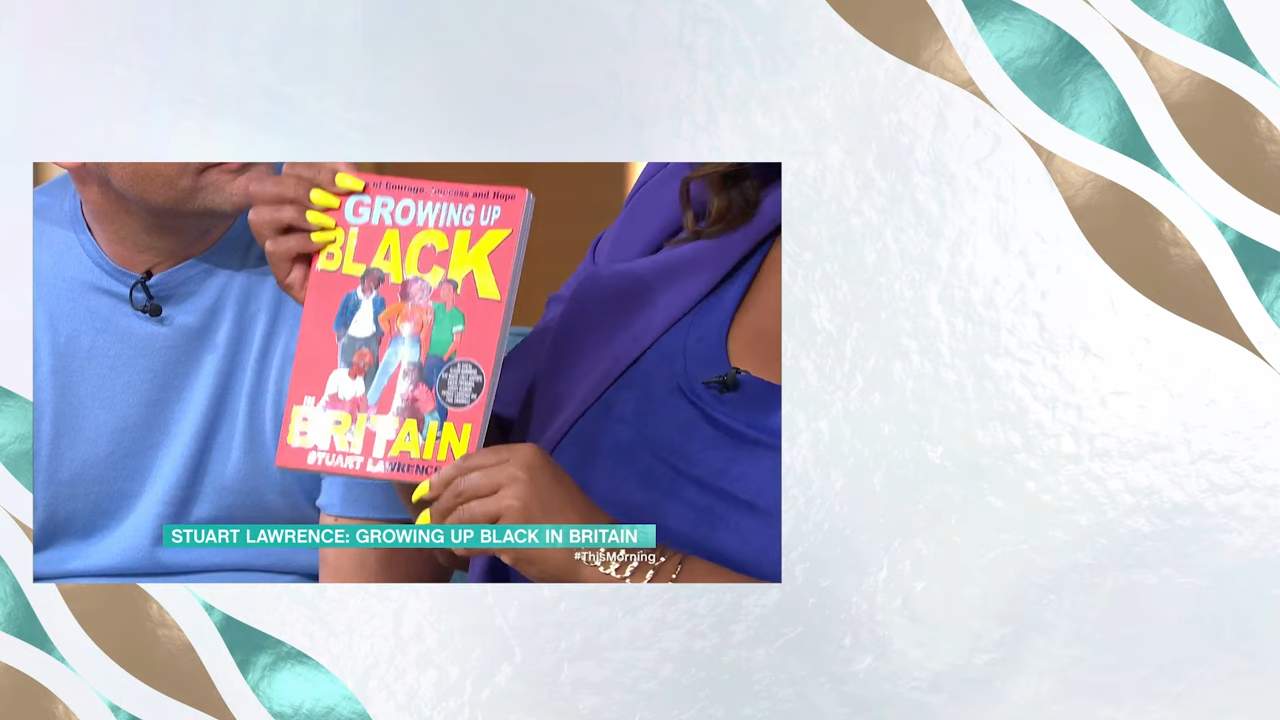 of Courage, Success and Hope
GROWING UP
BLACK
IN
BRITAIN
STUART LAWRENCE
STUART LAWRENCE: GROWING UP BLACK IN BRITAIN
#ThisMorning